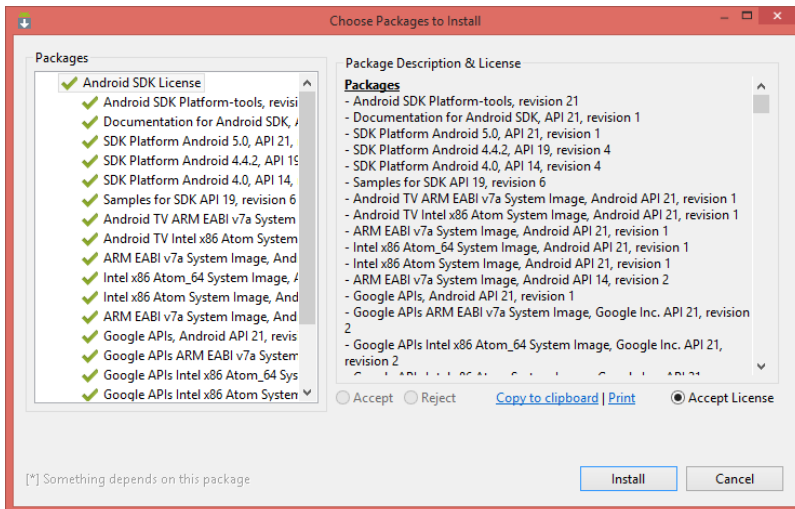 Choose Packages to Install
Packages
Android SDK License
Android SDK Platform-tools, revisi
Documentation for Android SDK,
SDK Platform Android 5.0, API 21,
SDK Platform Android 4.4.2, API 19
SDK Platform Android 4.0, API 14,
Samples for SDK API 19, revision 6
Android TV ARM EABI v7a System
Android TV Intel x86 Atom System
ARM EABI v7a System Image, And
Intel x86 Atom_64 System Image,
Intel x86 Atom System Image, And
ARM EABI v7a System Image, And
Google APIs, Android API 21, revis
Google APIs ARM EABI v7a System
Google APIs Intel x86 Atom_64 Sys
Google APIs Intel x86 Atom System
Package Description & License
Packages
- Android SDK Platform-tools, revision 21
- Documentation for Android SDK, API 21, revision 1
- SDK Platform Android 5.0, API 21, revision 1
- SDK Platform Android 4.4.2, API 19, revision 4
- SDK Platform Android 4.0, API 14, revision 4
- Samples for SDK API 19, revision 6
- Android TV ARM EABI v7a System Image, Android API 21, revision 1
- Android TV Intel x86 Atom System Image, Android API 21, revision 1
- ARM EABI v7a System Image, Android API 21, revision 1
- Intel x86 Atom_64 System Image, Android API 21, revision 1
- Intel x86 Atom System Image, Android API 21, revision 1
- ARM EABI v7a System Image, Android API 14, revision 2
- Google APIs, Android API 21, revision 1
- Google APIs ARM EABI v7a System Image, Google Inc. API 21, revision
2
- Google APIs Intel x86 Atom_64 System Image, Google Inc. API 21,
revision 2
Accept Reject Copy to clipboard | Print Accept License
[*] Something depends on this package
Install Cancel